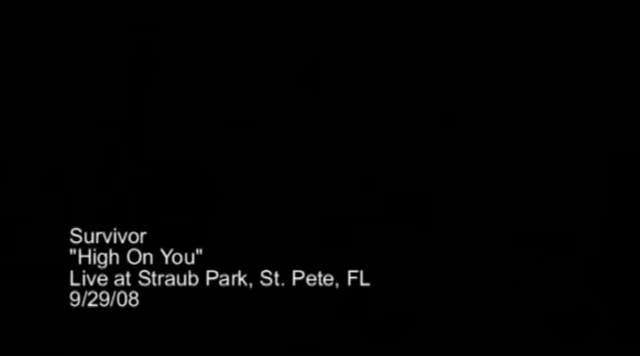 Survivor
"High On You"
Live at Straub Park, St. Pete, FL
9/29/08